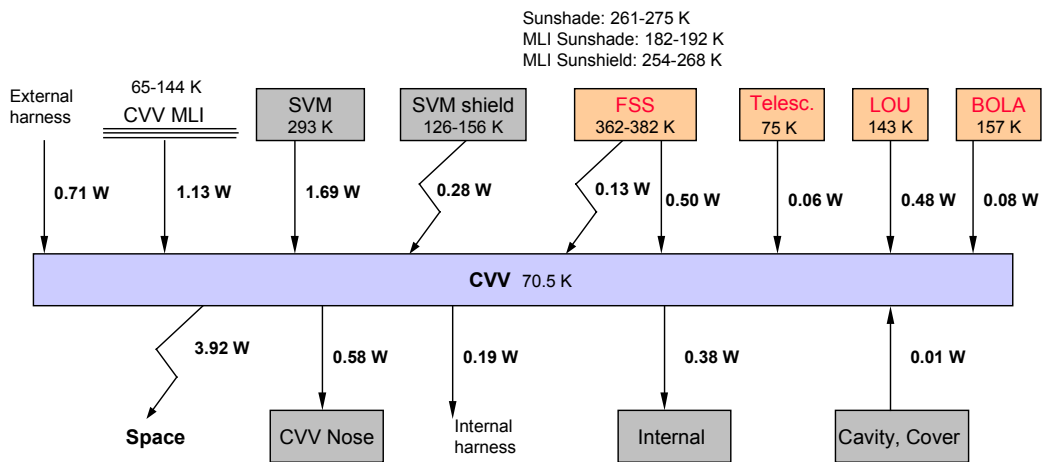 Sunshade: 261-275 K
MLI Sunshade: 182-192 K
MLI Sunshield: 254-268 K
External
harness
65-144 K
CVV MLI
SVM
293 K
SVM shield
126-156 K
FSS
362-382 K
Telesc.
75 K
LOU
143 K
BOLA
157 K
0.71 W
1.13 W
1.69 W
0.28 W
0.13 W
0.50 W
0.06 W
0.48 W
0.08 W
CVV 70.5 K
3.92 W
0.58 W
0.19 W
0.38 W
0.01 W
Space
CVV Nose
Internal
harness
Internal
Cavity, Cover